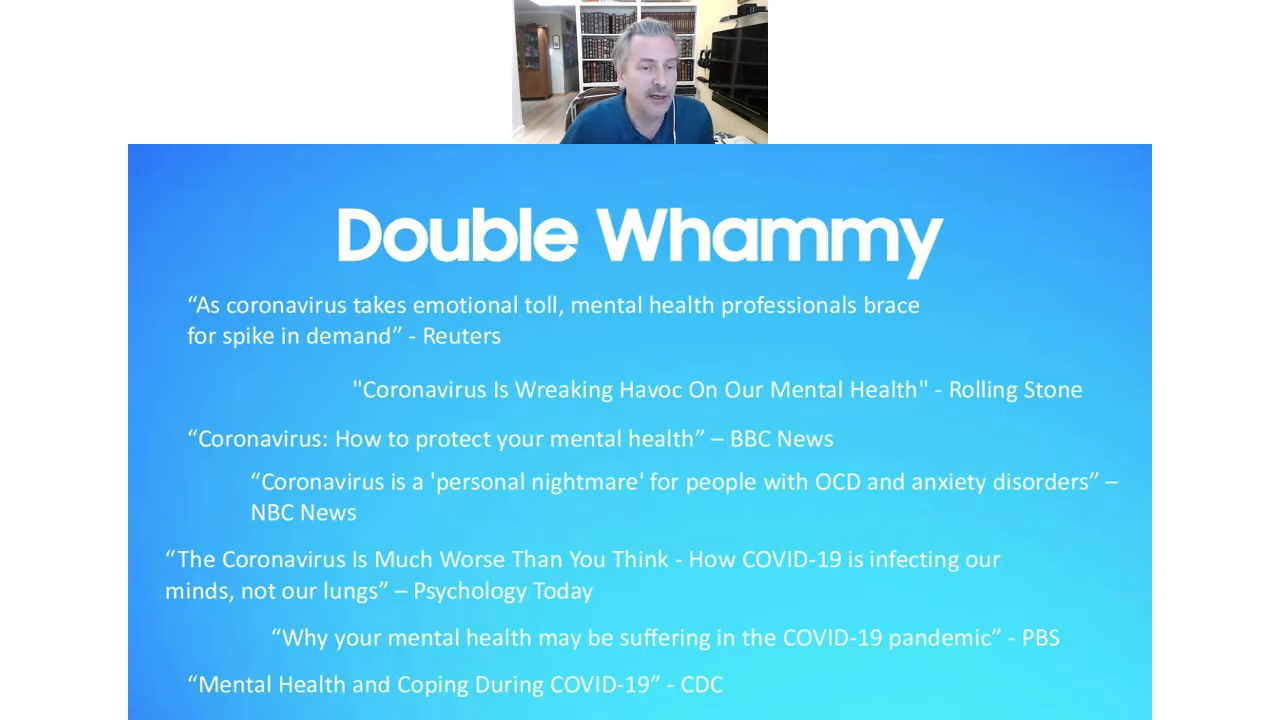 Double Whammy
“As coronavirus takes emotional toll, mental health professionals brace
for spike in demand” - Reuters
"Coronavirus Is Wreaking Havoc On Our Mental Health" - Rolling Stone
“Coronavirus: How to protect your mental health” – BBC News
“Coronavirus is a 'personal nightmare' for people with OCD and anxiety disorders” –
NBC News
“The Coronavirus Is Much Worse Than You Think - How COVID-19 is infecting our
minds, not our lungs” – Psychology Today
“Why your mental health may be suffering in the COVID-19 pandemic” - PBS
“Mental Health and Coping During COVID-19” - CDC